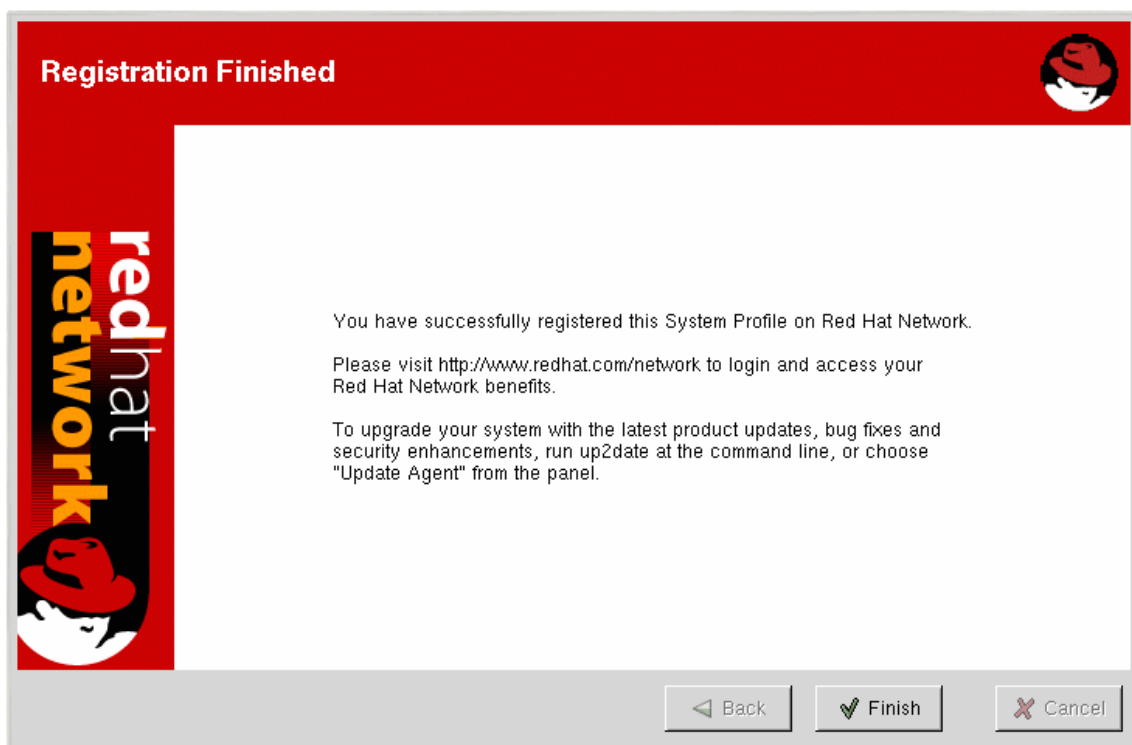 Registration Finished
redhat
network
You have successfully registered this System Profile on Red Hat Network.
Please visit http://www.redhat.com/network to login and access your
Red Hat Network benefits.
To upgrade your system with the latest product updates, bug fixes and
security enhancements, run up2date at the command line, or choose
"Update Agent" from the panel.
Back
Finish
Cancel